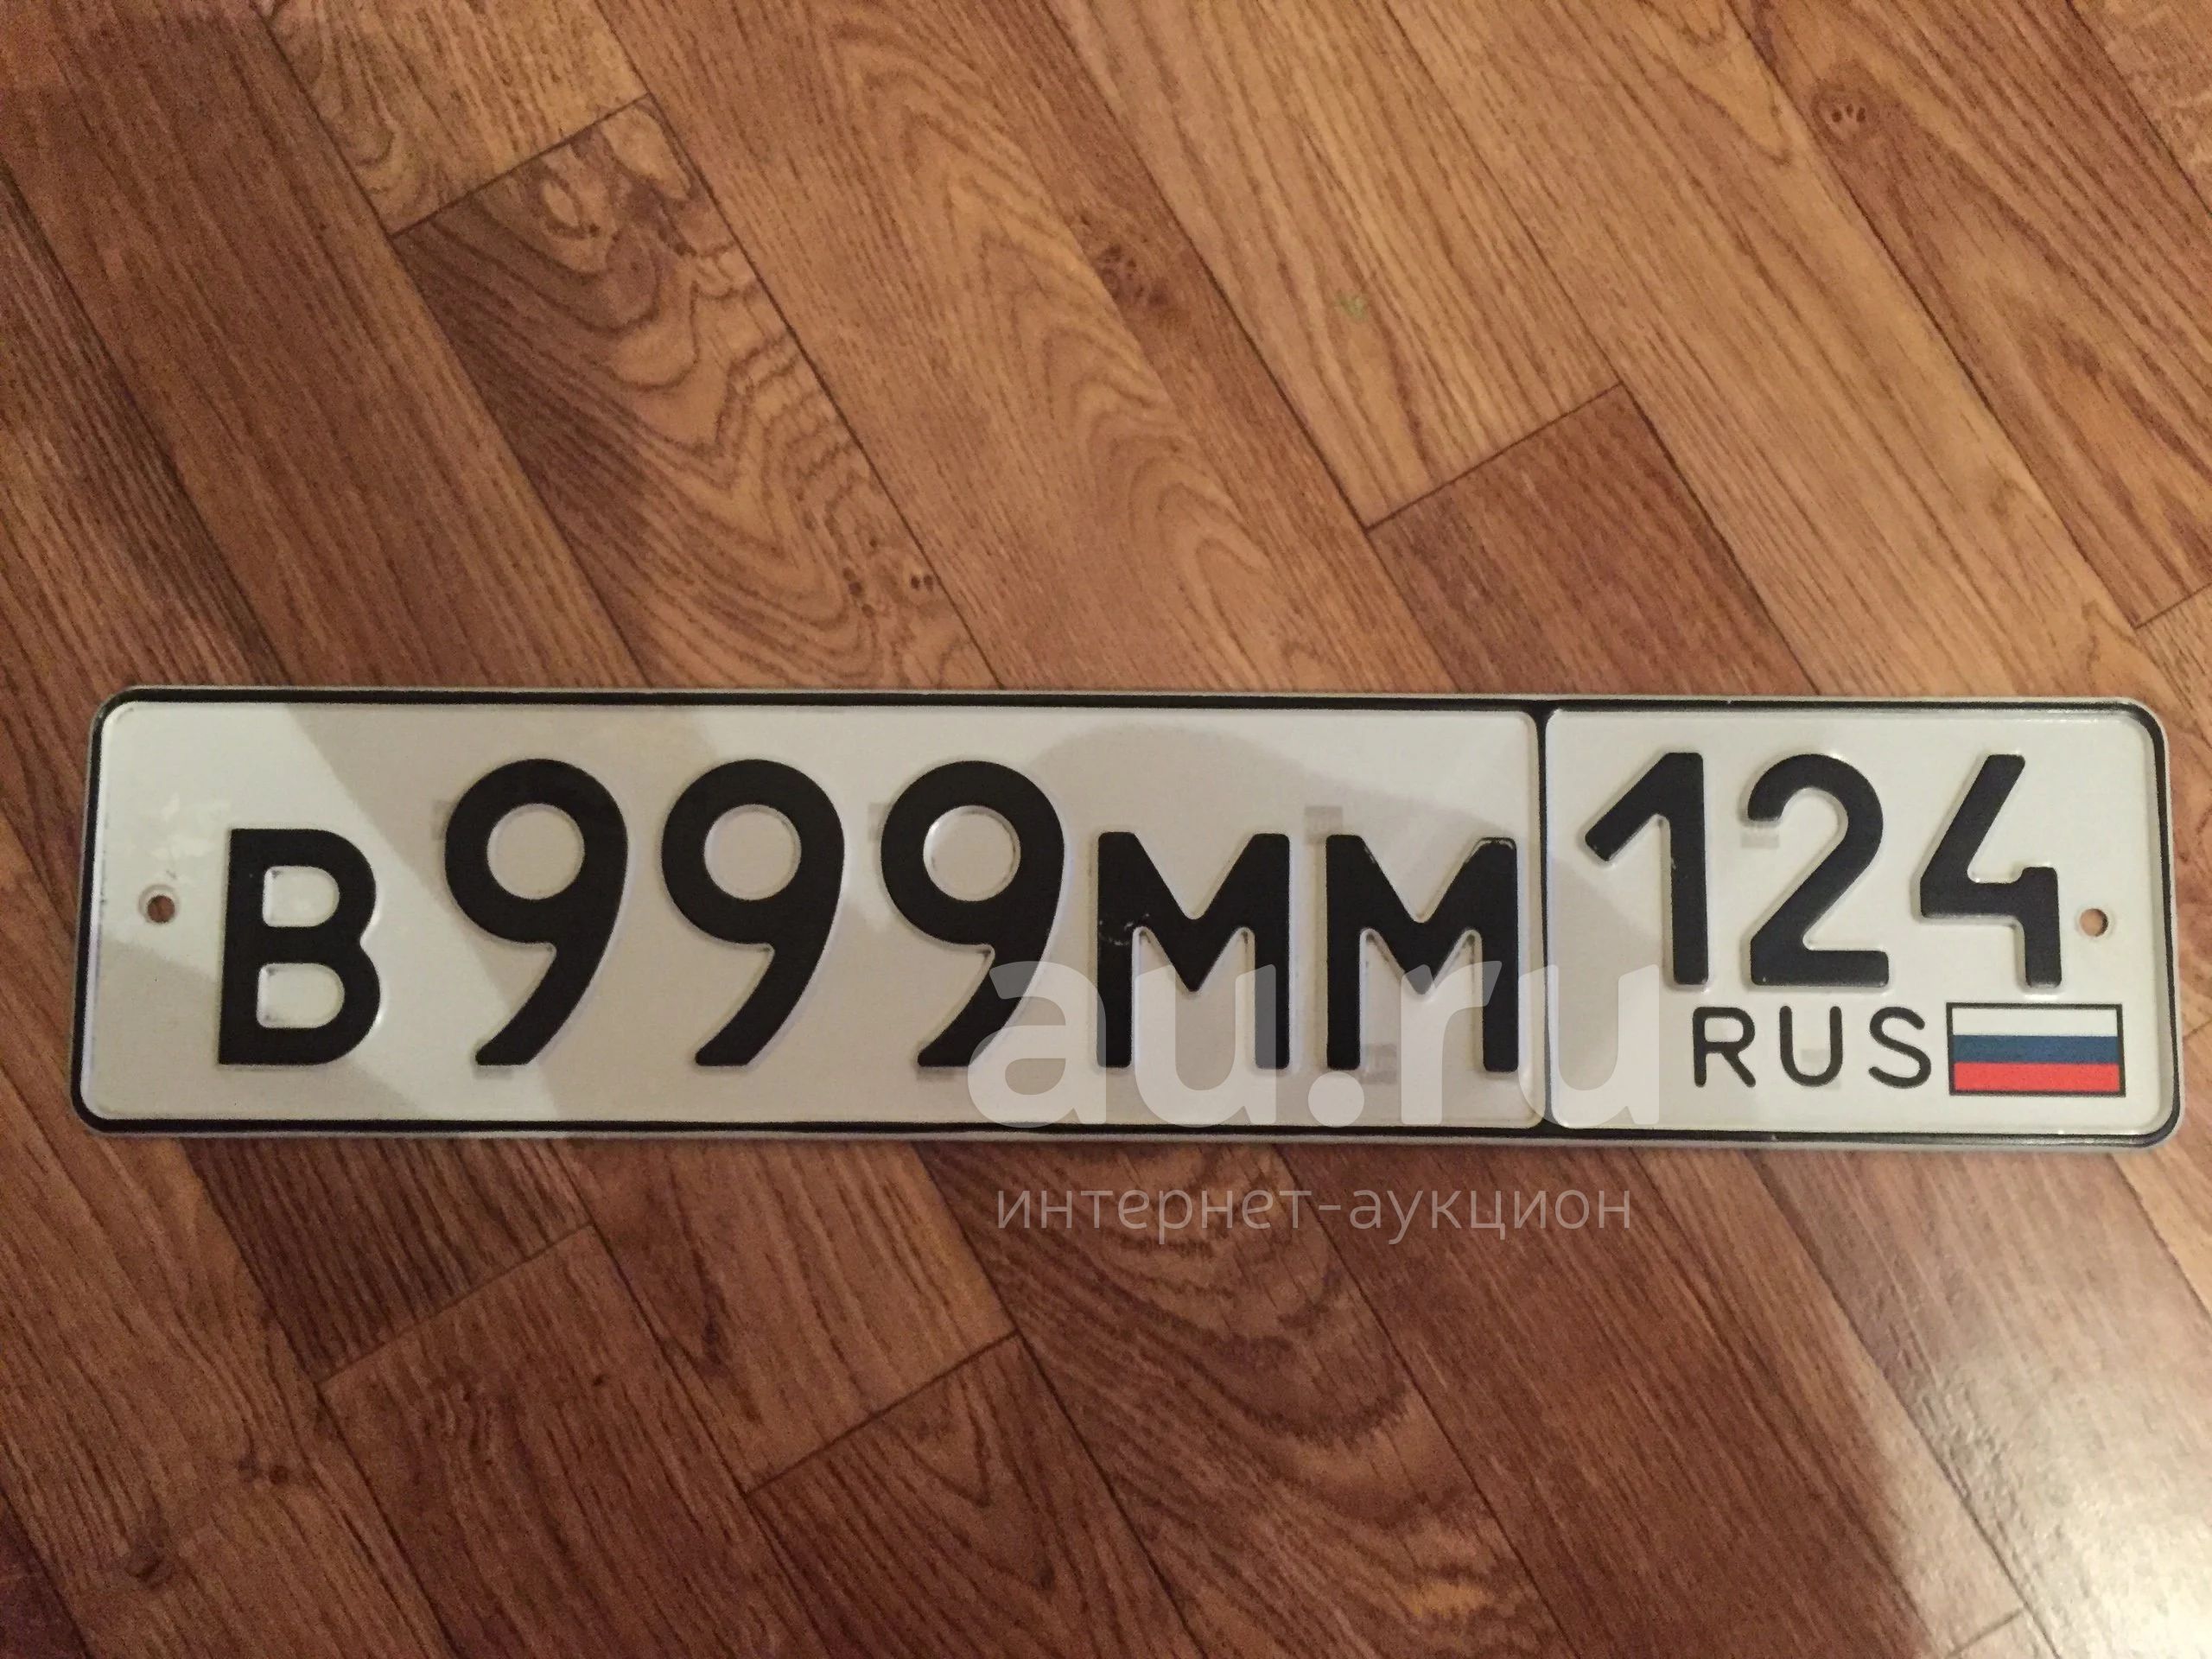 В999ММ 124
RUS
au.ru
интернет-аукцион